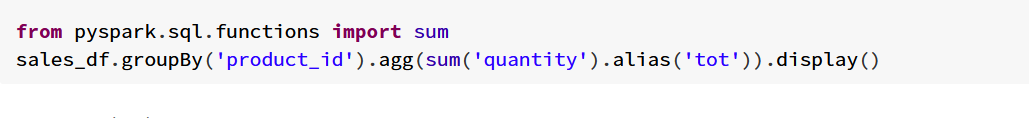 from pyspark.sql.functions import sum
sales_df.groupBy('product_id').agg(sum('quantity').alias('tot')).display()